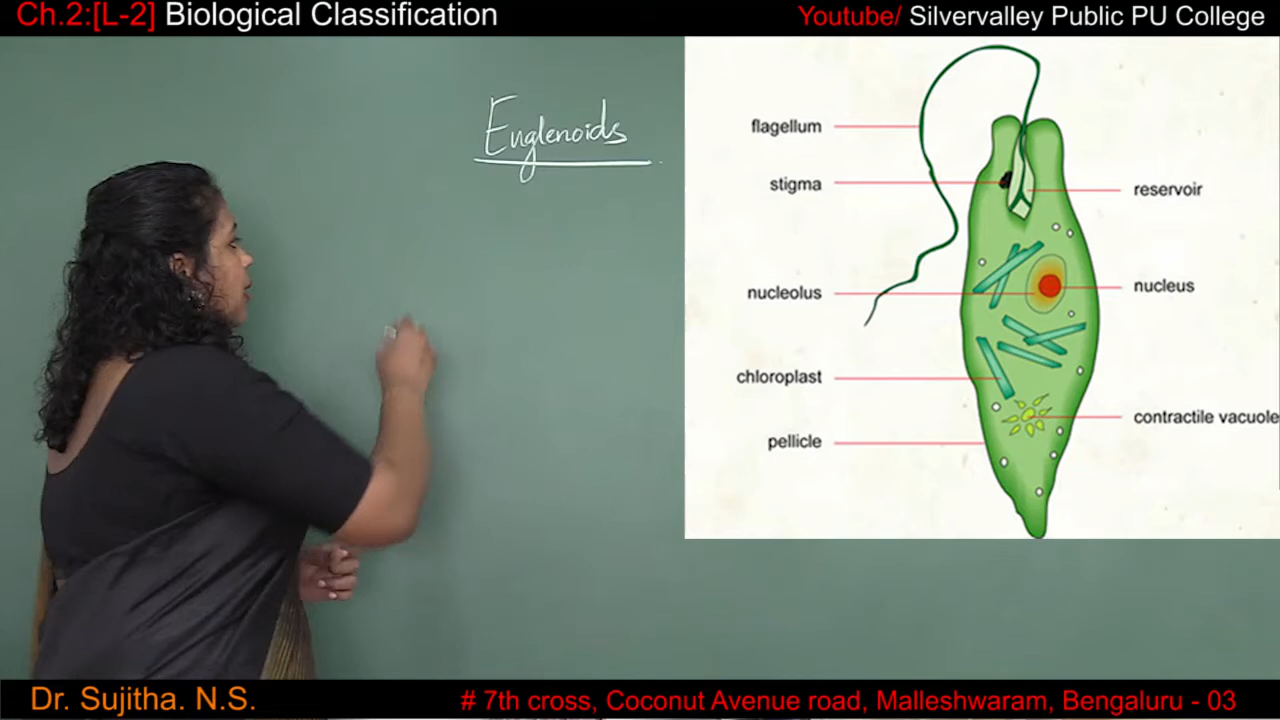 Ch.2:[L-2] Biological Classification
Youtube/ Silvervalley Public PU College
Euglenoids
flagellum
stigma
reservoir
nucleolus
nucleus
chloroplast
contractile vacuole
pellicle
Dr. Sujitha. N.S.
# 7th cross, Coconut Avenue road, Malleshwaram, Bengaluru - 03